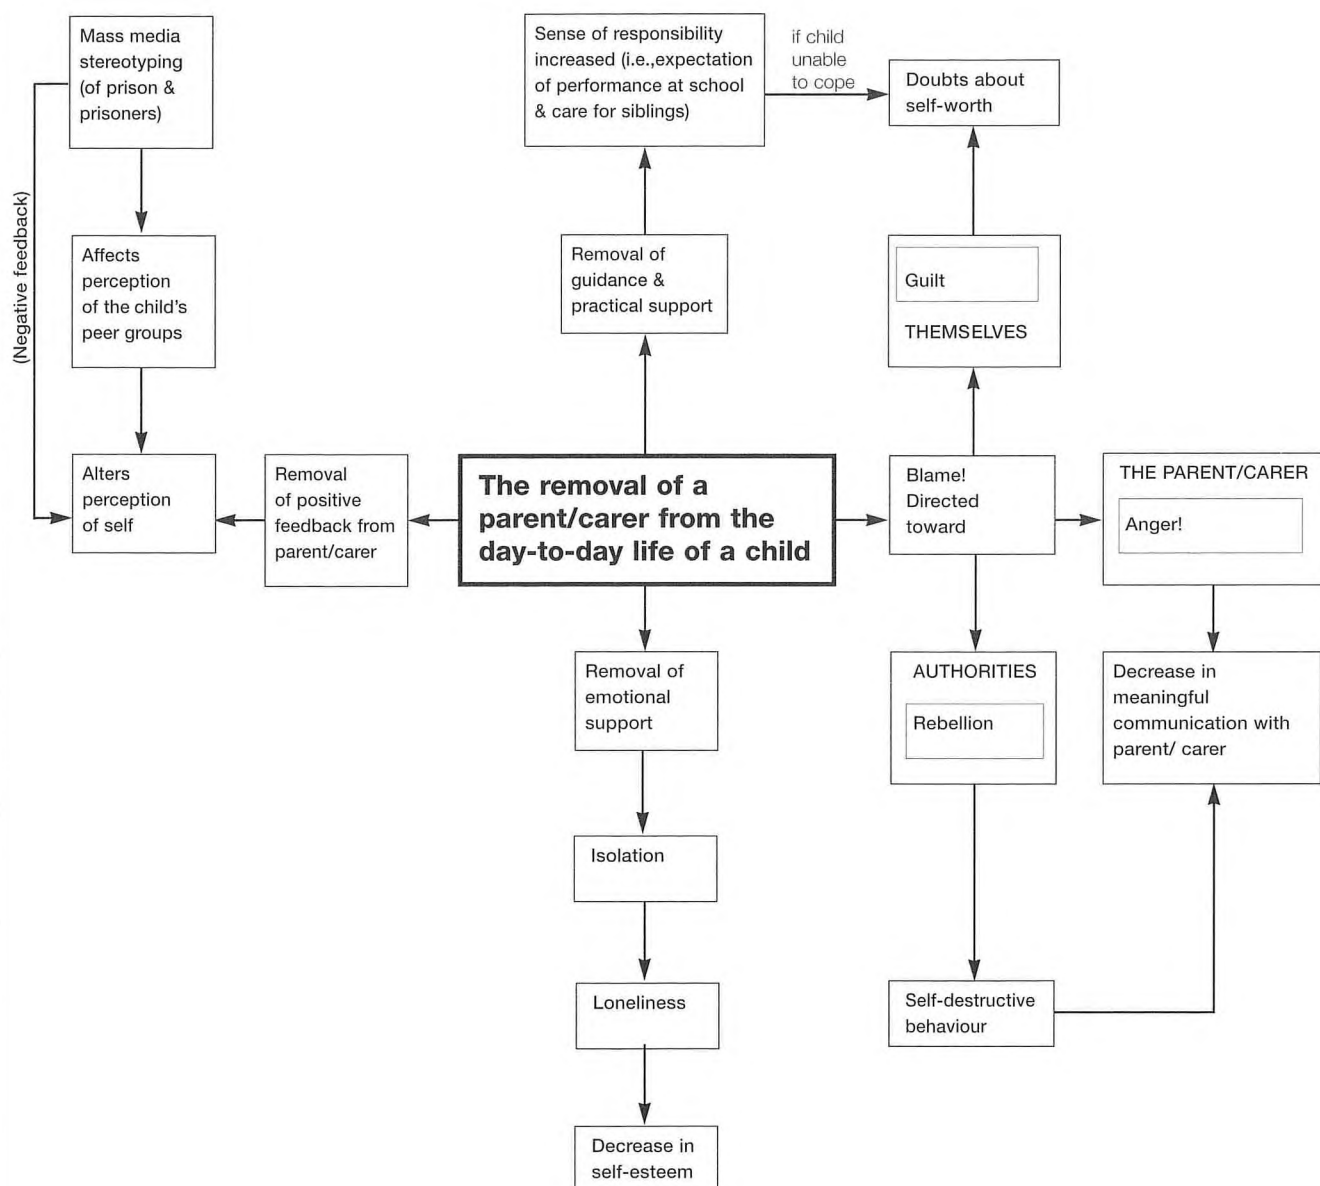 Mass media
stereotyping
(of prison &
prisoners)
(Negative feedback)
Affects
perception
of the child's
peer groups
Alters
perception
of self
Removal
of positive
feedback from
parent/carer
Sense of responsibility
increased (i.e.,expectation
of performance at school
& care for siblings)
if child
unable
to cope
Doubts about
self-worth
Removal of
guidance &
practical support
Guilt
THEMSELVES
The removal of a
parent/carer from the
day-to-day life of a child
Blame!
Directed
toward
THE PARENT/CARER
Anger!
Removal of
emotional
support
AUTHORITIES
Rebellion
Decrease in
meaningful
communication with
parent/ carer
Isolation
Loneliness
Self-destructive
behaviour
Decrease in
self-esteem